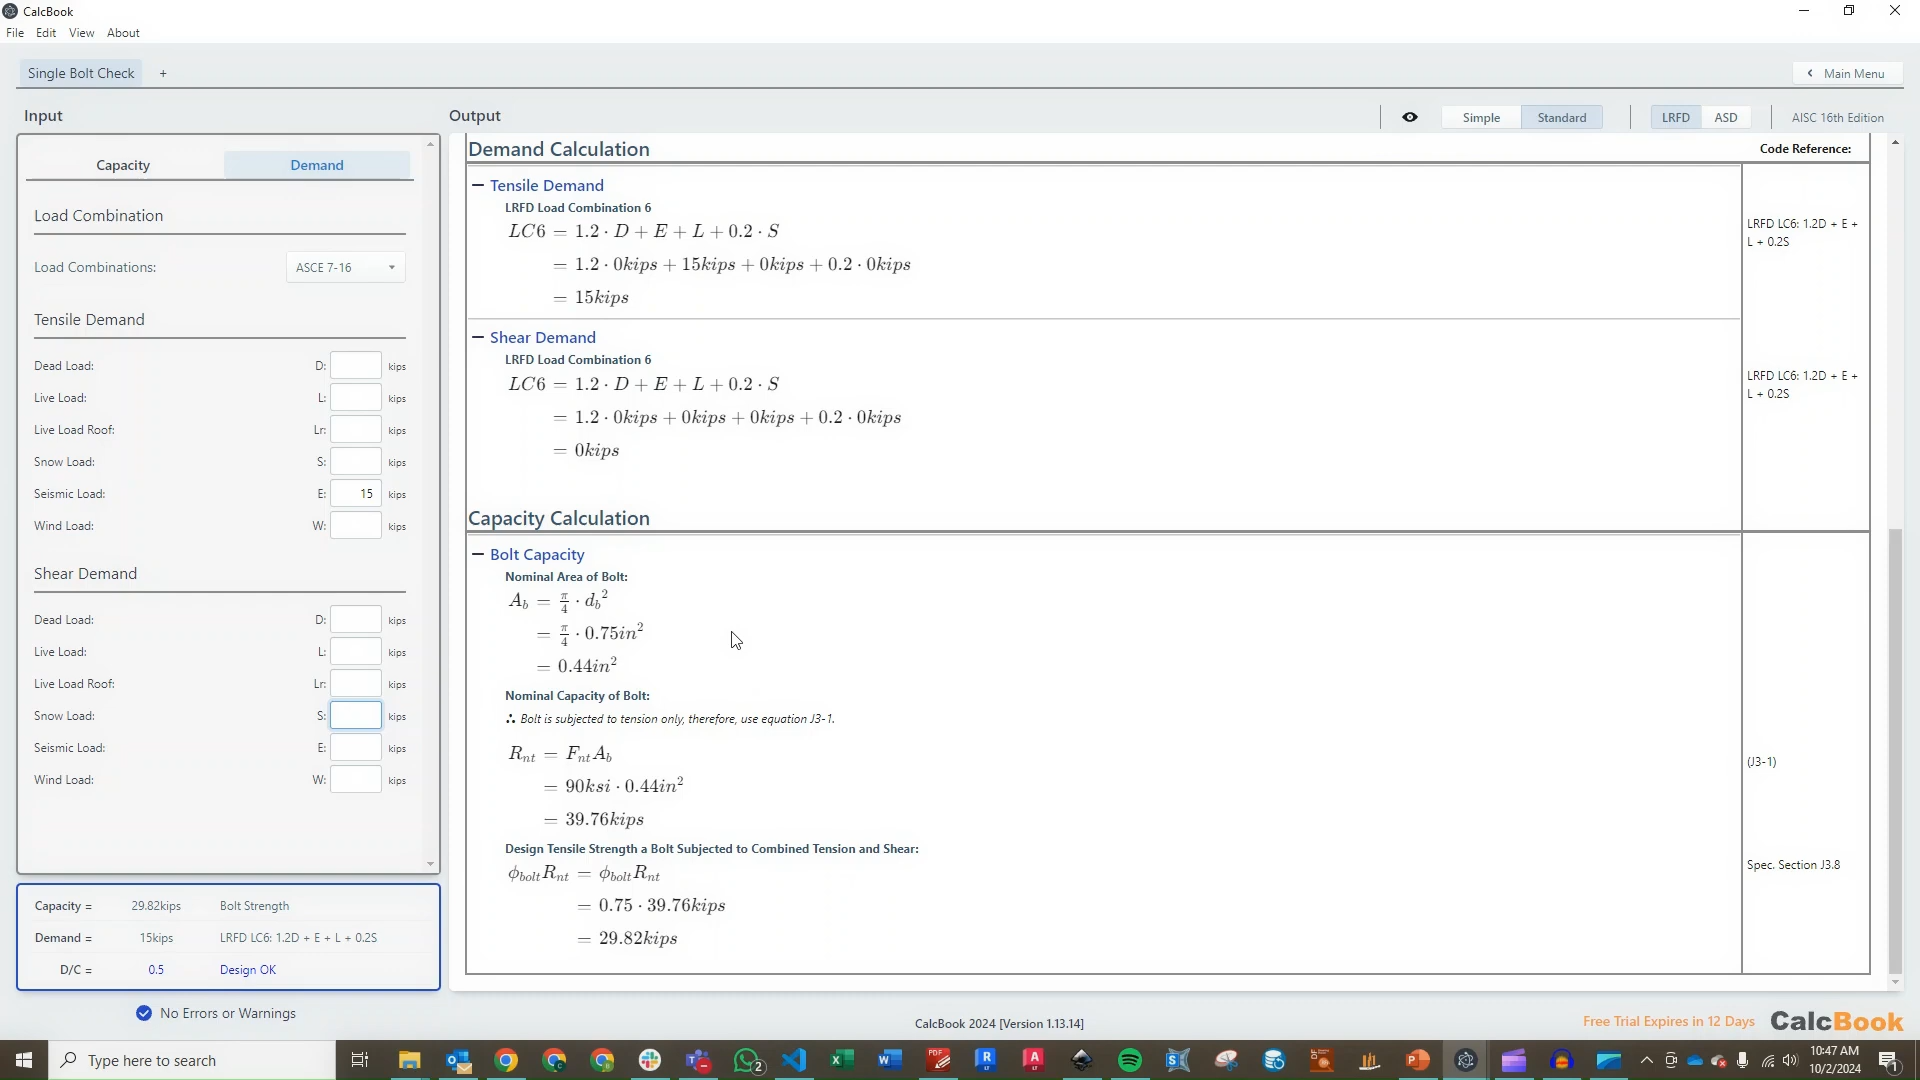 CalcBook
File Edit View About
Single Bolt Check +
Main Menu
Input
Output
Simple Standard LRFD ASD AISC 16th Edition
Capacity Demand
Load Combination
Load Combinations: ASCE 7-16
Tensile Demand
Dead Load: D: kips
Live Load: L: kips
Live Load Roof: Lr: kips
Snow Load: S: kips
Seismic Load: E: 15 kips
Wind Load: W: kips
Shear Demand
Dead Load: D: kips
Live Load: L: kips
Live Load Roof: Lr: kips
Snow Load: S: kips
Seismic Load: E: kips
Wind Load: W: kips
Capacity = 29.82kips Bolt Strength
Demand = 15kips LRFD LC6: 1.2D + E + L + 0.2S
D/C = 0.5 Design OK
No Errors or Warnings
Demand Calculation Code Reference:
− Tensile Demand
LRFD Load Combination 6
LC6 = 1.2 · D + E + L + 0.2 · S
LRFD LC6: 1.2D + E +
L + 0.2S
= 1.2 · 0kips + 15kips + 0kips + 0.2 · 0kips
= 15kips
− Shear Demand
LRFD Load Combination 6
LC6 = 1.2 · D + E + L + 0.2 · S
LRFD LC6: 1.2D + E +
L + 0.2S
= 1.2 · 0kips + 0kips + 0kips + 0.2 · 0kips
= 0kips
Capacity Calculation
− Bolt Capacity
Nominal Area of Bolt:
A_b = π/4 · d_b²
= π/4 · 0.75in²
= 0.44in²
Nominal Capacity of Bolt:
∴ Bolt is subjected to tension only, therefore, use equation J3-1.
R_nt = F_nt A_b (J3-1)
= 90ksi · 0.44in²
= 39.76kips
Design Tensile Strength a Bolt Subjected to Combined Tension and Shear:
ϕ_bolt R_nt = ϕ_bolt R_nt Spec. Section J3.8
= 0.75 · 39.76kips
= 29.82kips
CalcBook 2024 [Version 1.13.14]
Free Trial Expires in 12 Days CalcBook
Type here to search
10:47 AM
10/2/2024